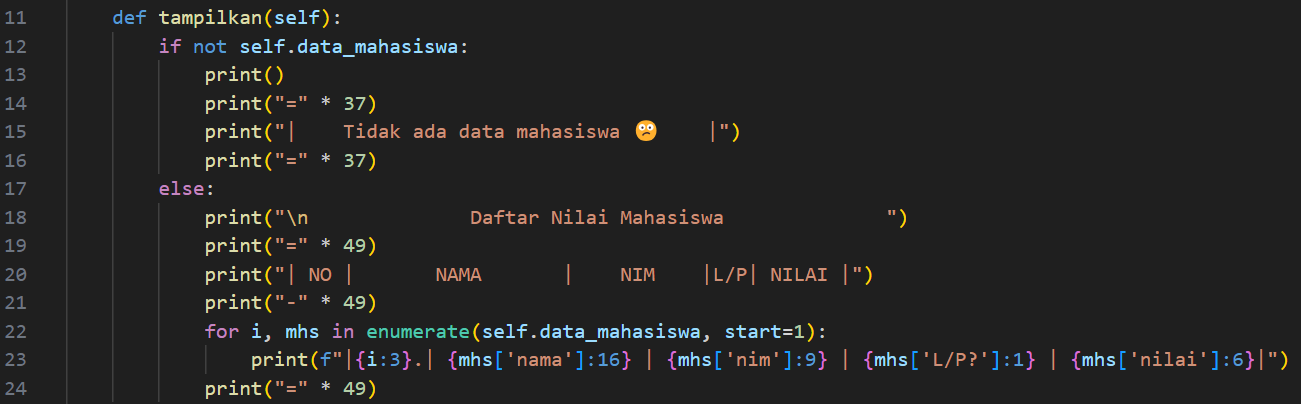 11 def tampilkan(self):
12 if not self.data_mahasiswa:
13 print()
14 print("=" * 37)
15 print("|    Tidak ada data mahasiswa 😕    |")
16 print("=" * 37)
17 else:
18 print("\n              Daftar Nilai Mahasiswa              ")
19 print("=" * 49)
20 print("| NO |       NAMA       |    NIM    |L/P| NILAI |")
21 print("-" * 49)
22 for i, mhs in enumerate(self.data_mahasiswa, start=1):
23 print(f"|{i:3}.| {mhs['nama']:16} | {mhs['nim']:9} | {mhs['L/P?']:1} | {mhs['nilai']:6}|")
24 print("=" * 49)